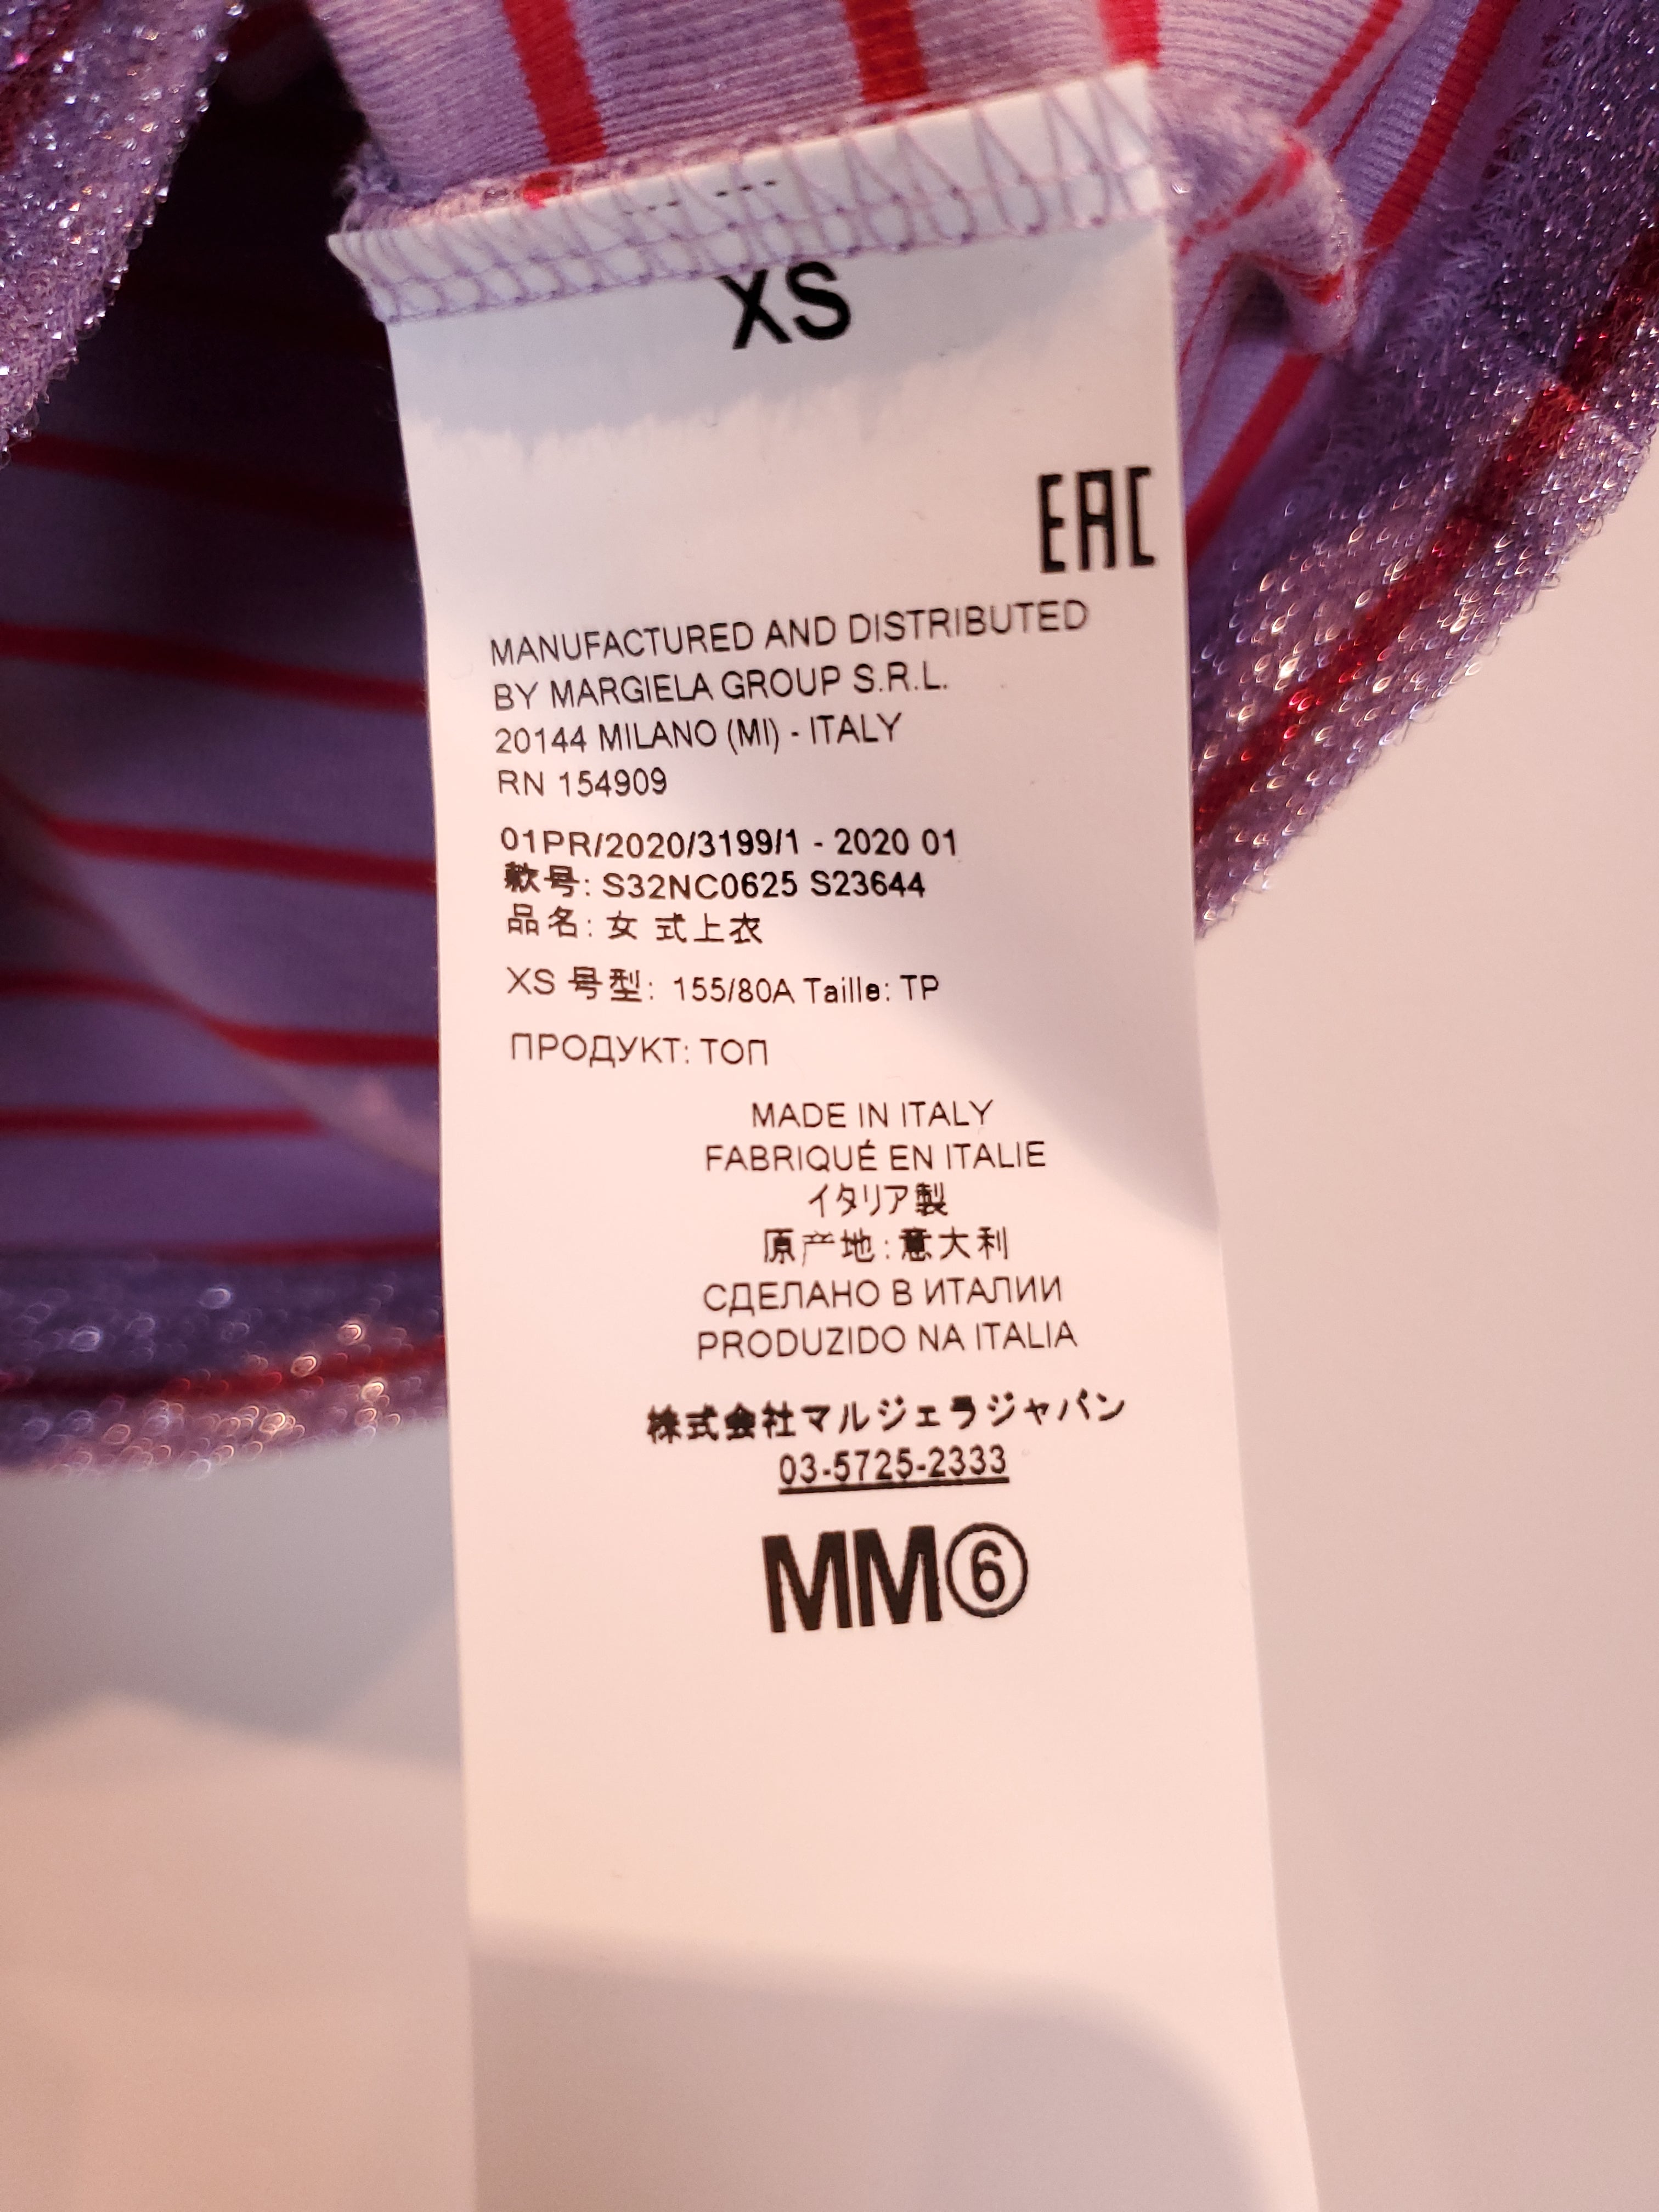 XS
EAC
MANUFACTURED AND DISTRIBUTED
BY MARGIELA GROUP S.R.L.
20144 MILANO (MI) - ITALY
RN 154909
01PR/2020/3199/1 - 2020 01
款号: S32NC0625 S23644
品名: 女 式上衣
XS 号型: 155/80A Taille: TP
ПРОДУКТ: ТОП
MADE IN ITALY
FABRIQUÉ EN ITALIE
イタリア製
原产地: 意大利
СДЕЛАНО В ИТАЛИИ
PRODUZIDO NA ITALIA
株式会社マルジェラジャパン
03-5725-2333
MM⑥